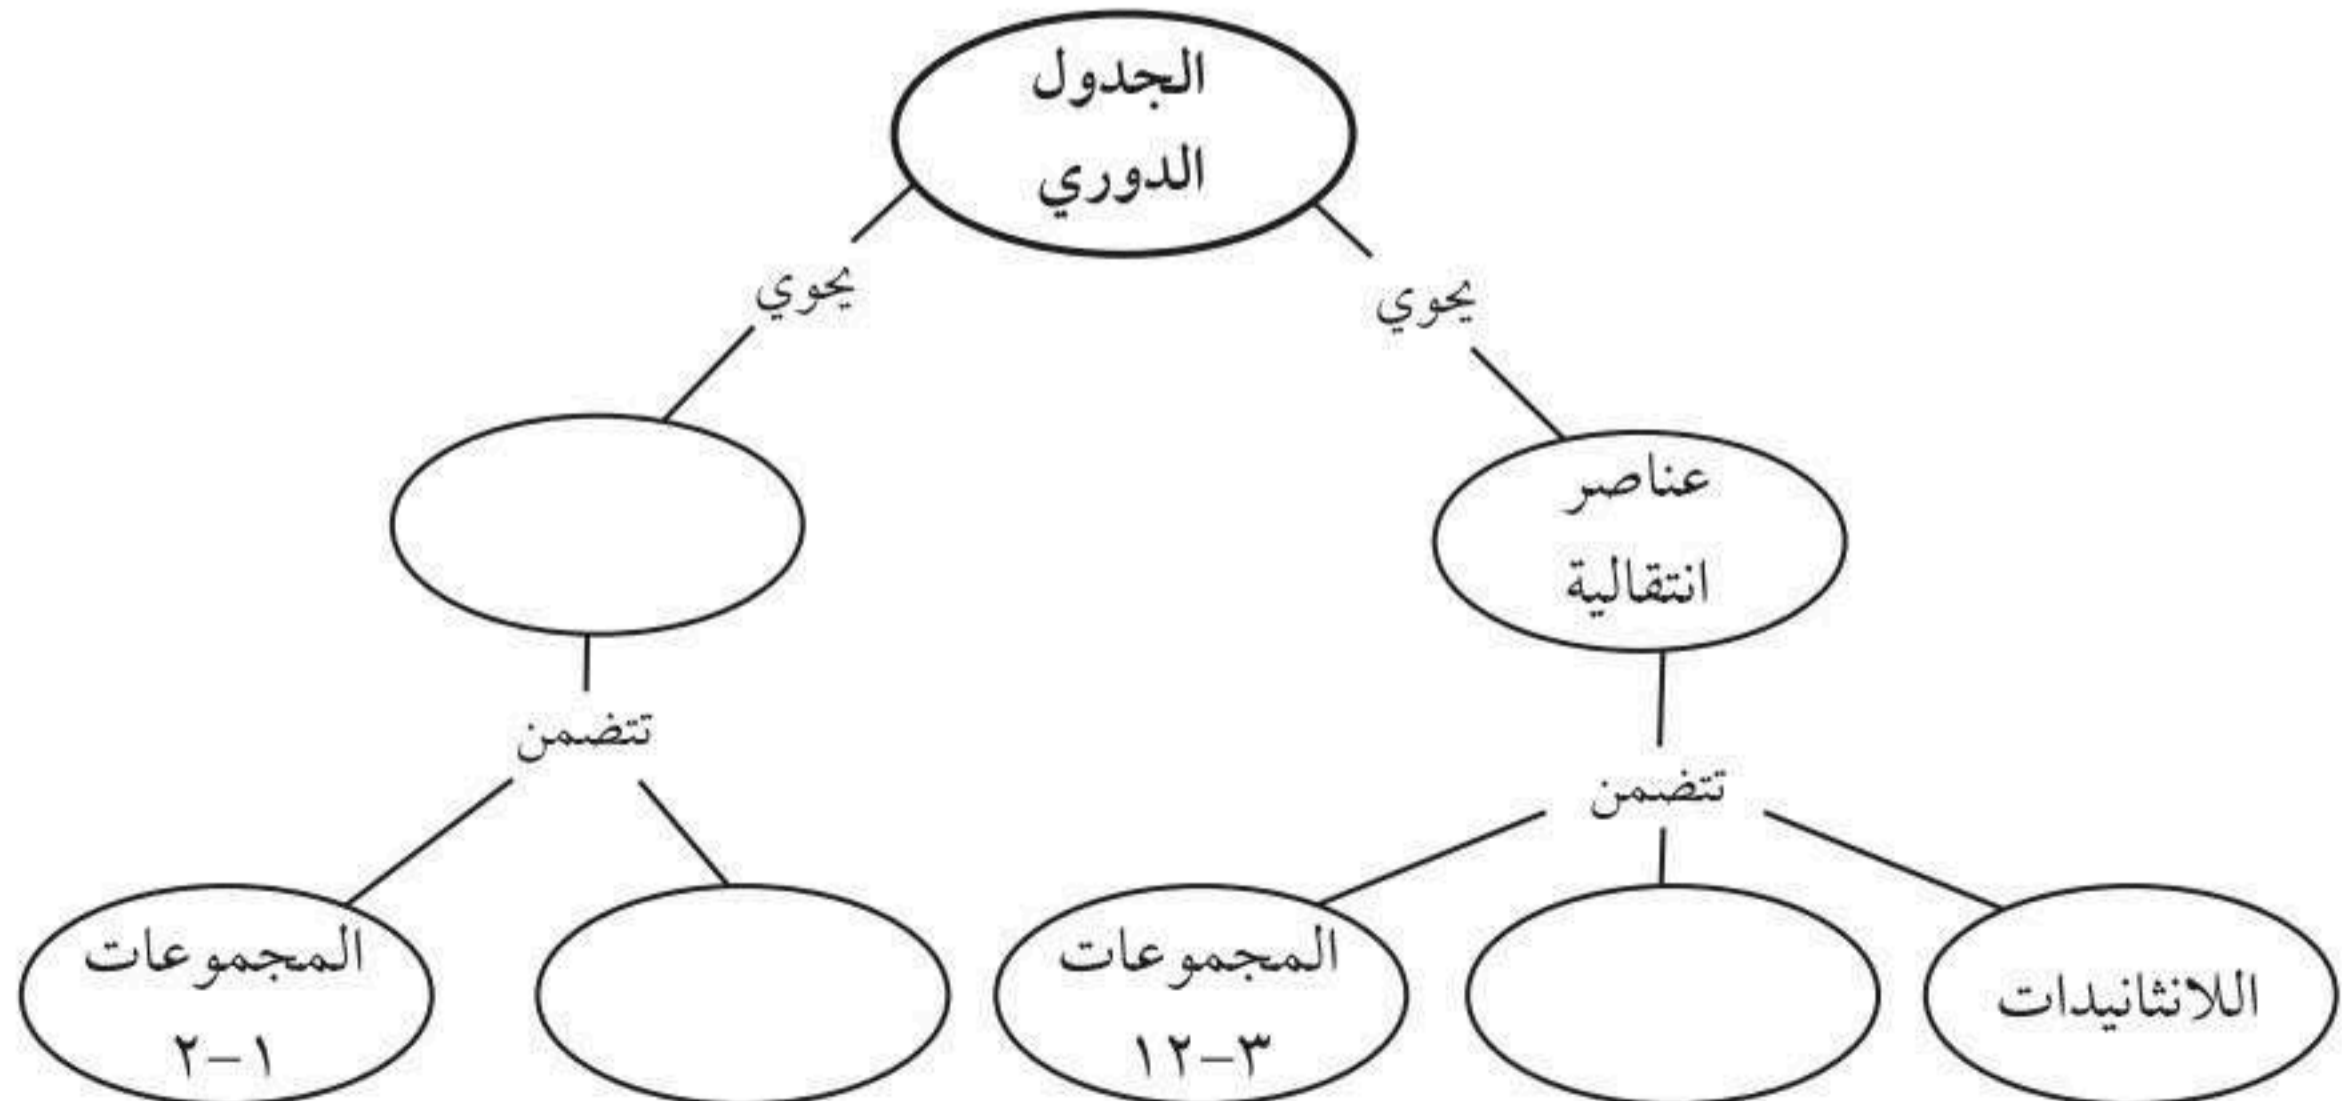 الجدول
الدوري
يحوي
يحوي
عناصر
انتقالية
تتضمن
تتضمن
اللانثانيدات
المجموعات
٣–١٢
المجموعات
١–٢